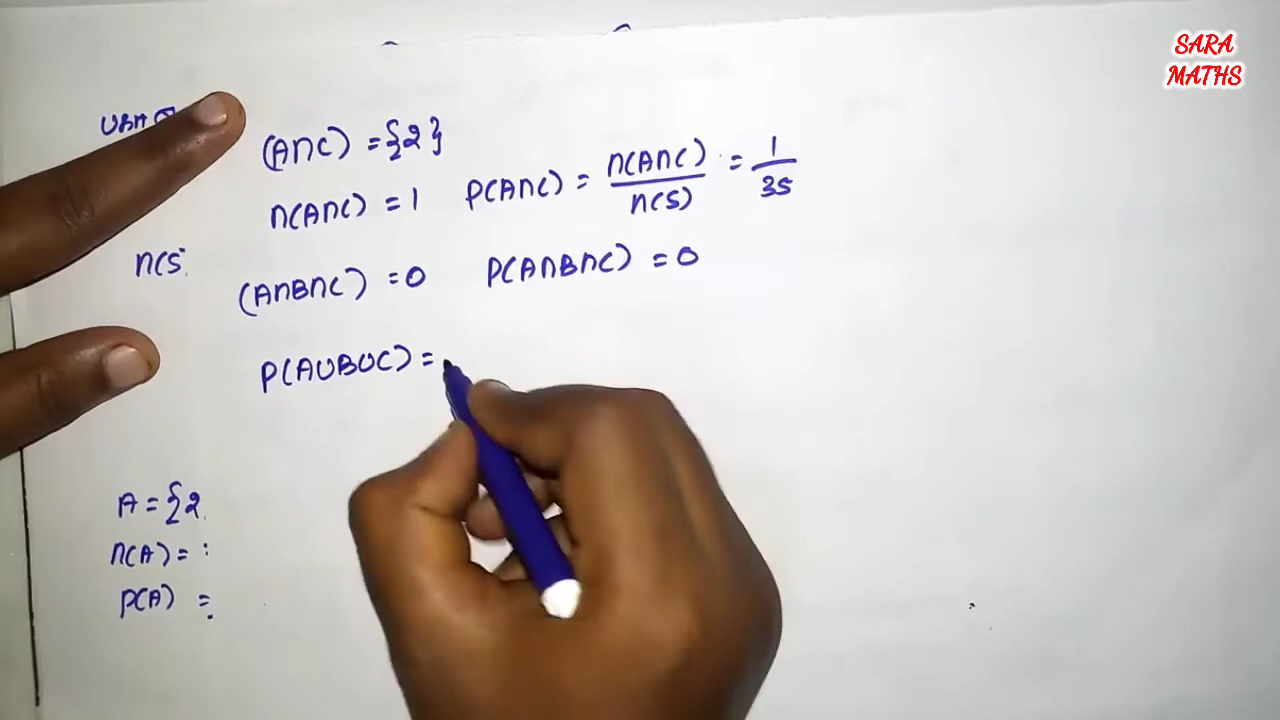 SARA
MATHS
(A∩C) = {2}
n(A∩C) = 1 P(A∩C) = n(A∩C) / n(S) = 1/35
n(S
(A∩B∩C) = 0 P(A∩B∩C) = 0
P(A∪B∪C) =
A = {2
n(A) =
P(A) =